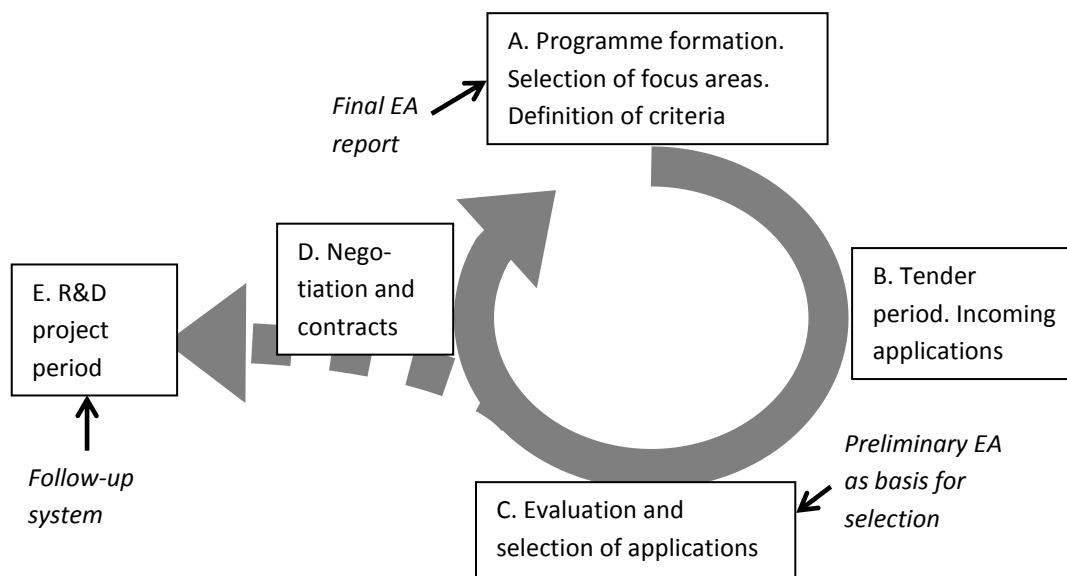 A. Programme formation.
Selection of focus areas.
Definition of criteria
Final EA
report
D. Nego-
tiation and
contracts
E. R&D
project
period
B. Tender
period. Incoming
applications
Follow-up
system
Preliminary EA
as basis for
selection
C. Evaluation and
selection of applications